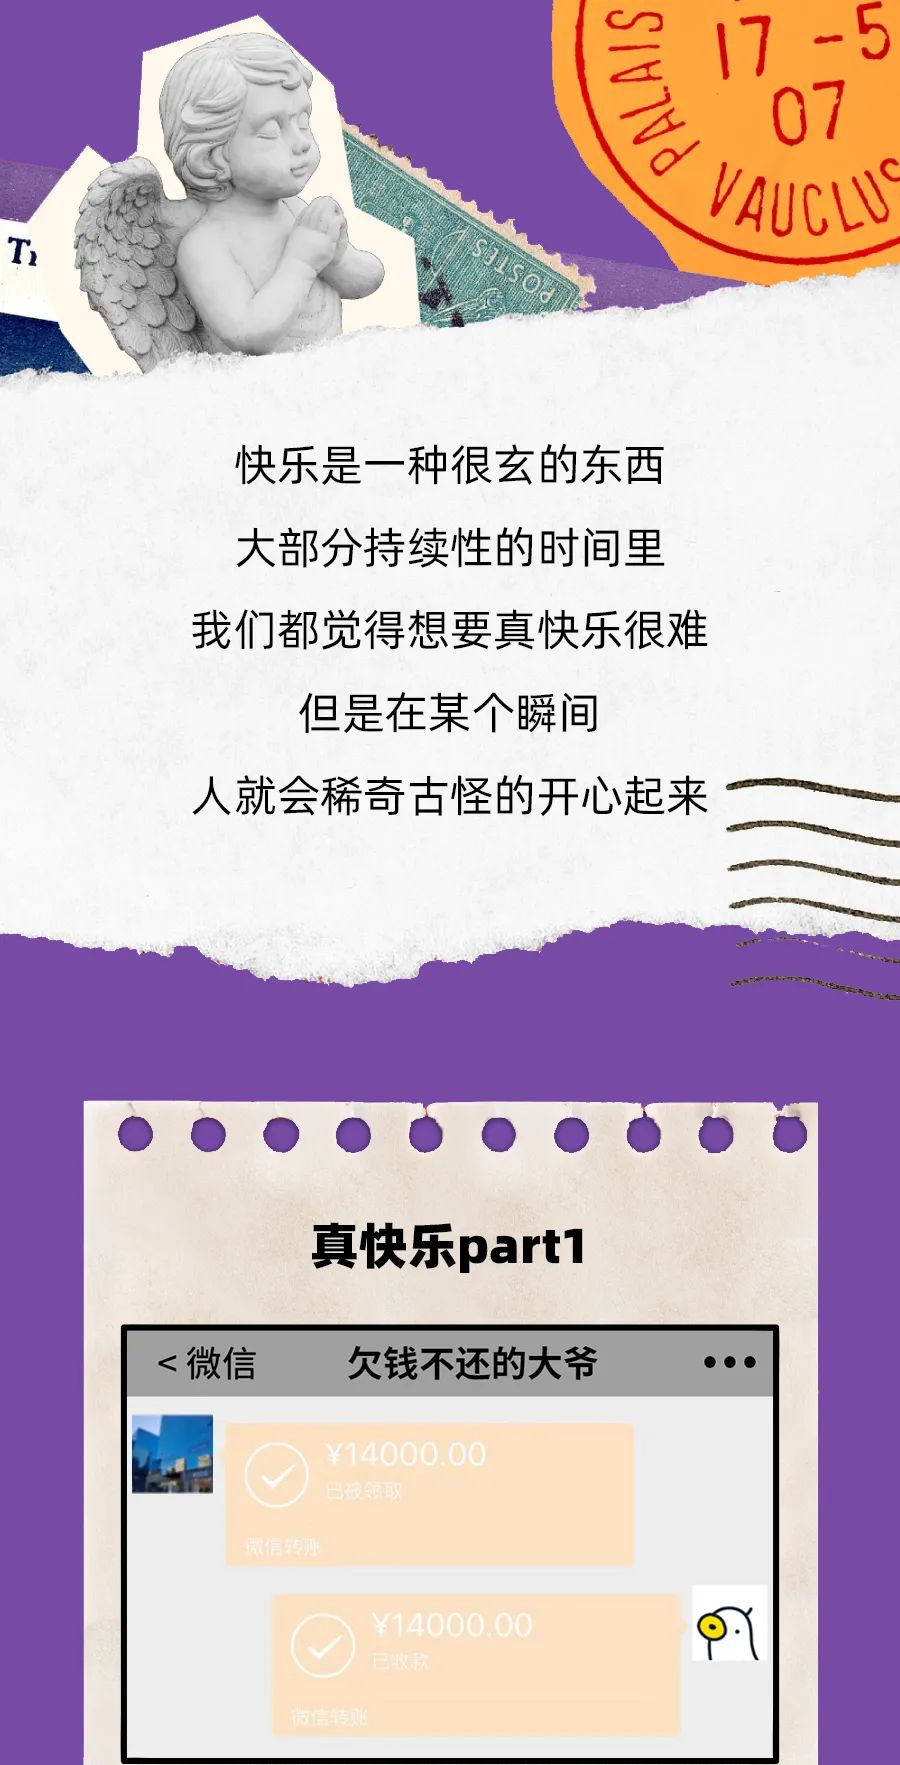 PALAIS
17 -5
07
VAUCLUS
POSTES
快乐是一种很玄的东西
大部分持续性的时间里
我们都觉得想要真快乐很难
但是在某个瞬间
人就会稀奇古怪的开心起来
真快乐part1
< 微信 欠钱不还的大爷 •••
¥14000.00
已被领取
微信转账
¥14000.00
已收款
微信转账